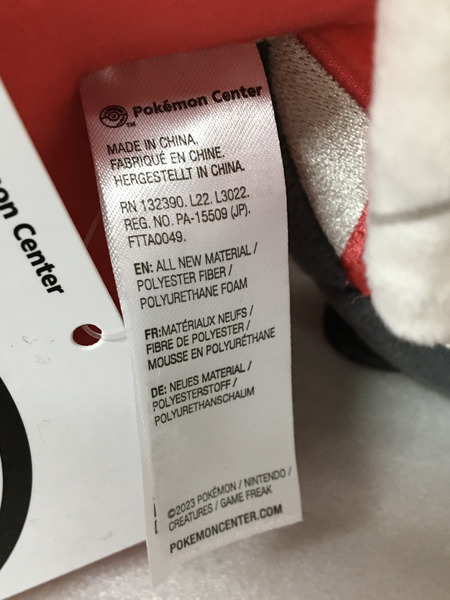 Pokémon Center
TM
MADE IN CHINA.
FABRIQUÉ EN CHINE.
HERGESTELLT IN CHINA.
RN 132390. L22. L3022.
REG. NO. PA-15509 (JP).
FTTA0049.
EN: ALL NEW MATERIAL /
POLYESTER FIBER /
POLYURETHANE FOAM
FR:MATÉRIAUX NEUFS /
FIBRE DE POLYESTER /
MOUSSE EN POLYURÉTHANE
DE: NEUES MATERIAL /
POLYESTERSTOFF /
POLYURETHANSCHAUM
©2023 POKÉMON / NINTENDO /
CREATURES / GAME FREAK
POKEMONCENTER.COM
mon Center